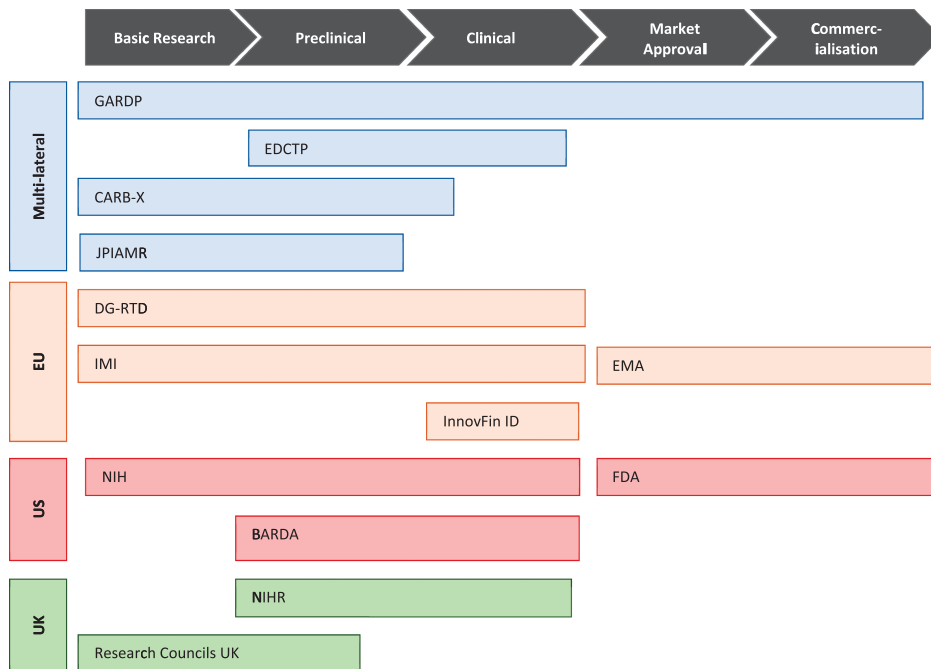 Basic Research
Preclinical
Clinical
Market
Approval
Commerc-
ialisation
Multi-lateral
GARDP
EDCTP
CARB-X
JPIAMR
EU
DG-RTD
IMI
EMA
InnovFin ID
US
NIH
FDA
BARDA
UK
NIHR
Research Councils UK